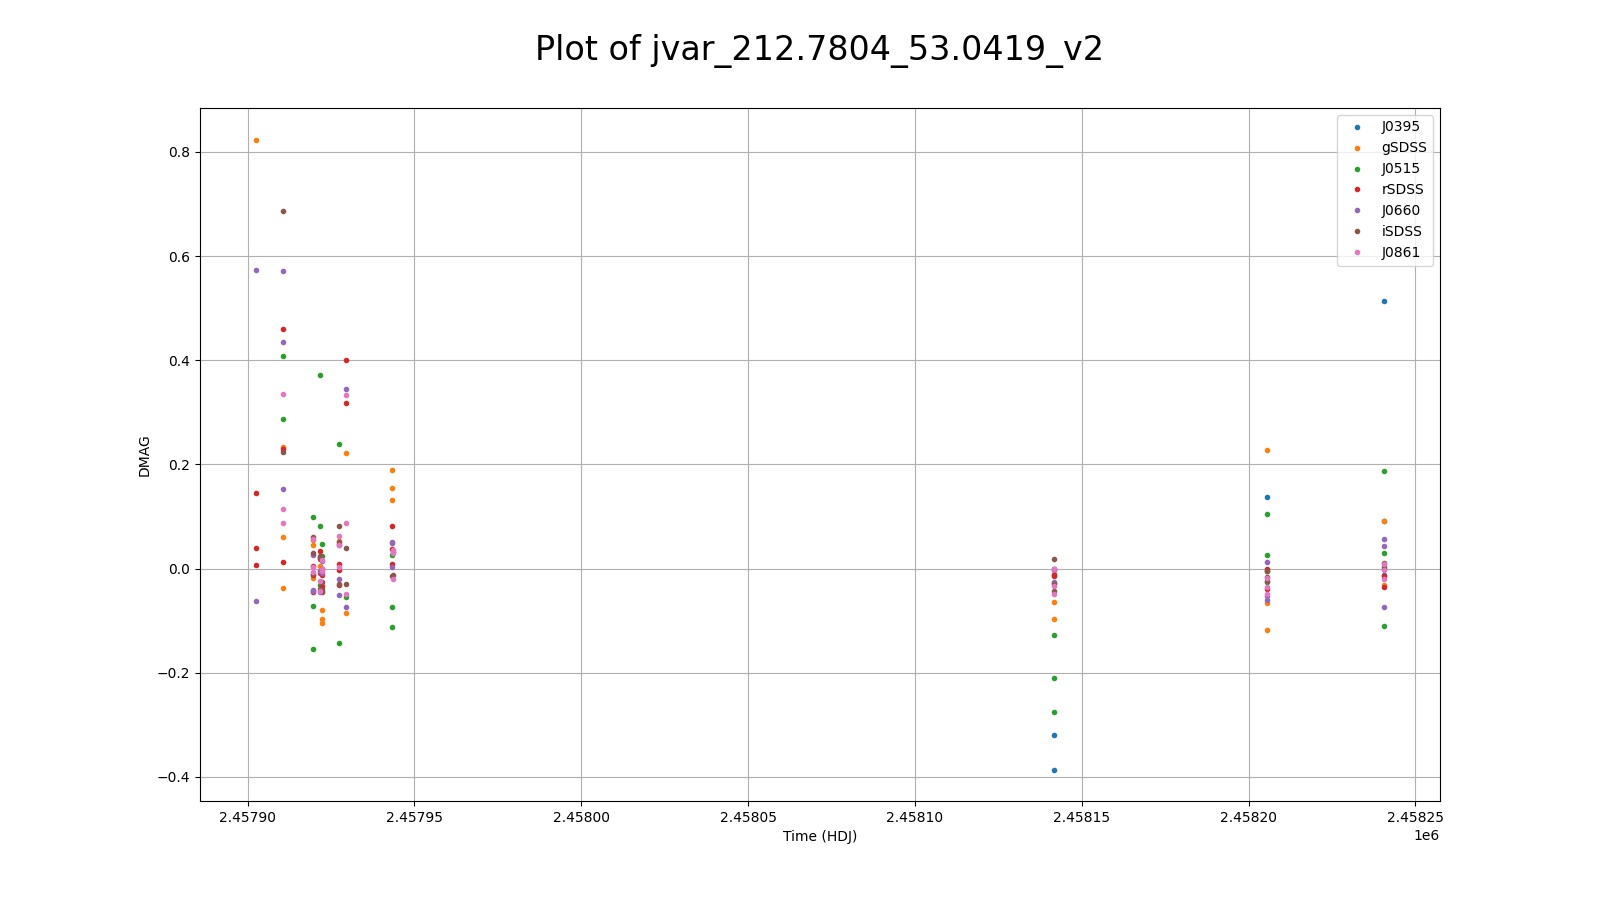 Plot of jvar_212.7804_53.0419_v2
J0395
gSDSS
J0515
rSDSS
J0660
iSDSS
J0861
0.8
0.6
0.4
0.2
0.0
−0.2
−0.4
DMAG
2.45790 2.45795 2.45800 2.45805 2.45810 2.45815 2.45820 2.45825
1e6
Time (HDJ)